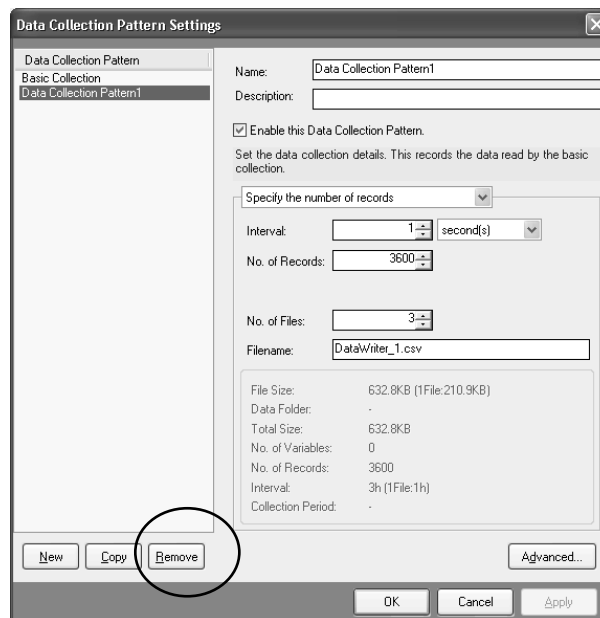 Data Collection Pattern Settings
Data Collection Pattern
Basic Collection
Data Collection Pattern1
Name: Data Collection Pattern1
Description:
Enable this Data Collection Pattern.
Set the data collection details. This records the data read by the basic
collection.
Specify the number of records
Interval: 1 second(s)
No. of Records: 3600
No. of Files: 3
Filename: DataWriter_1.csv
File Size: 632.8KB (1File:210.9KB)
Data Folder: -
Total Size: 632.8KB
No. of Variables: 0
No. of Records: 3600
Interval: 3h (1File:1h)
Collection Period: -
New Copy Remove Advanced...
OK Cancel Apply